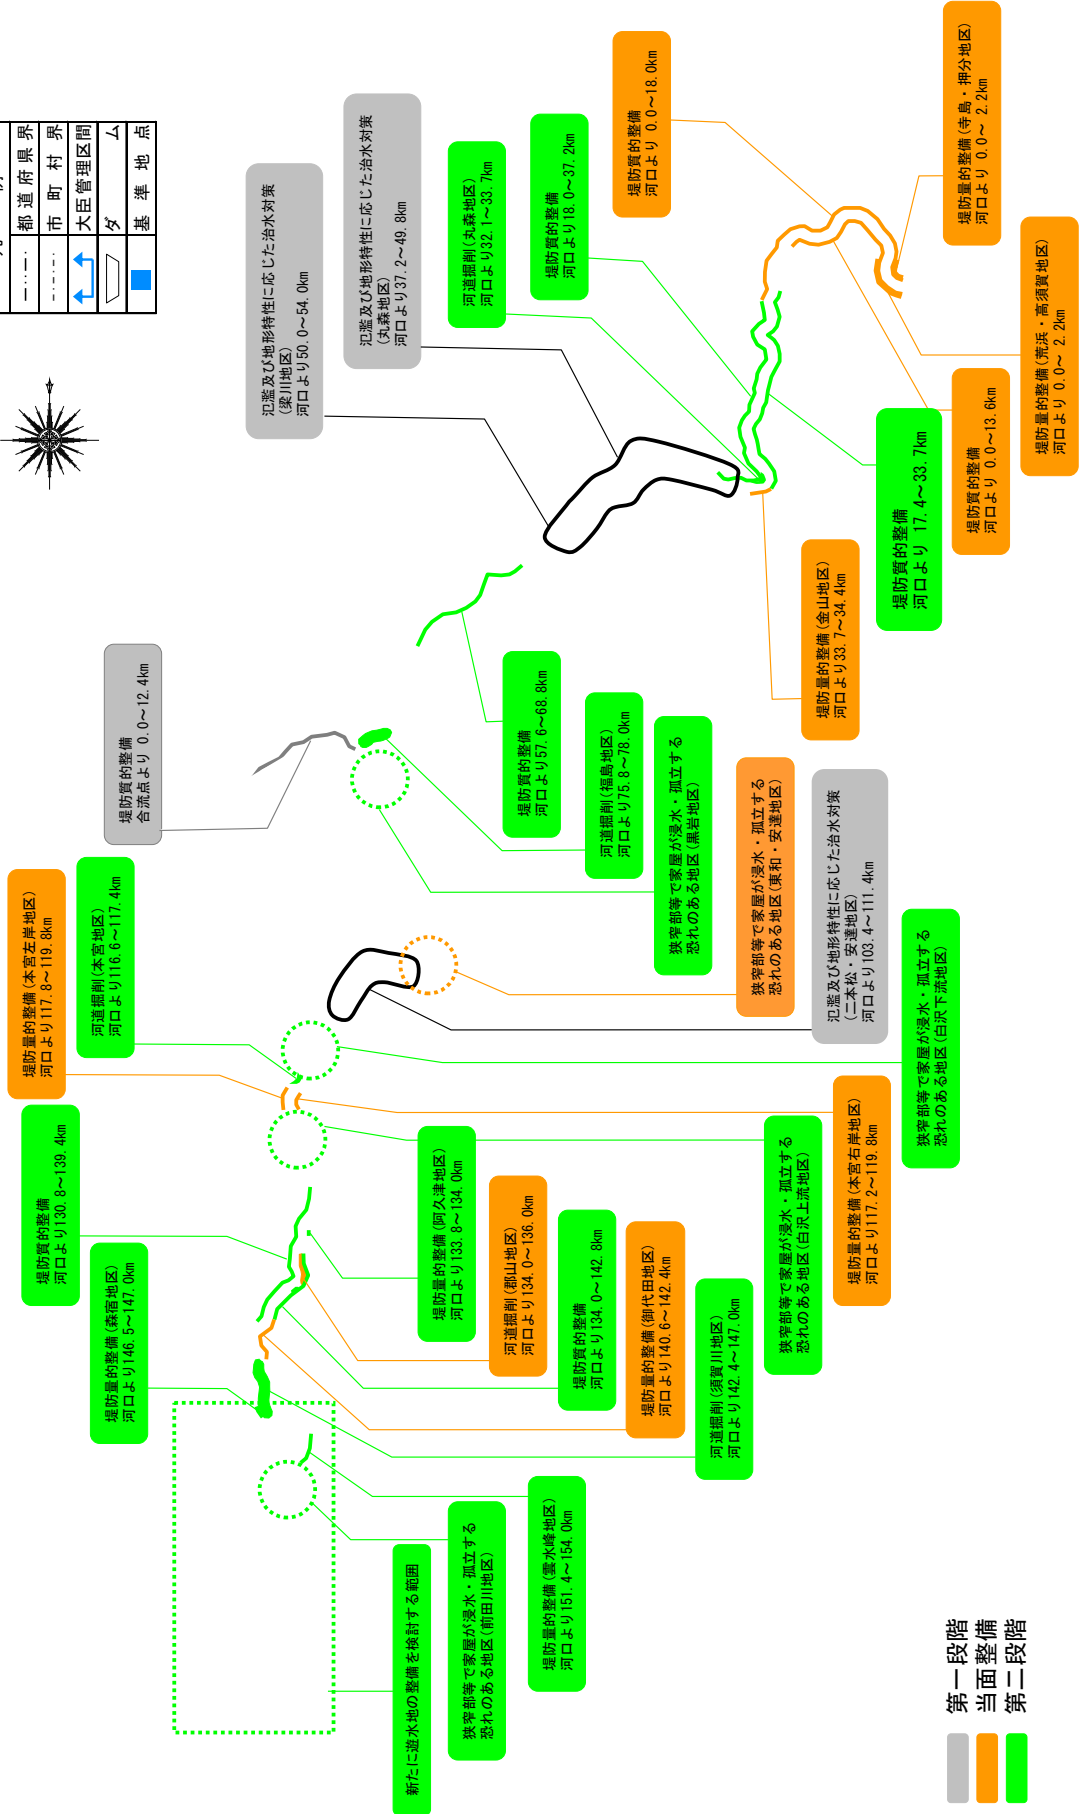 例
都道府県界
市町村界
大臣管理区間
ダム
基準地点
新たに遊水地の整備を検討する範囲
堤防量的整備(森宿地区)
河口より146.5～147.0km
堤防質的整備
河口より130.8～139.4km
堤防量的整備(本宮左岸地区)
河口より117.8～119.8km
河道掘削(本宮地区)
河口より116.6～117.4km
堤防質的整備
合流点より 0.0～12.4km
氾濫及び地形特性に応じた治水対策
(梁川地区)
河口より50.0～54.0km
氾濫及び地形特性に応じた治水対策
(丸森地区)
河口より37.2～49.8km
河道掘削(丸森地区)
河口より32.1～33.7km
堤防質的整備
河口より18.0～37.2km
堤防質的整備
河口より 0.0～18.0km
堤防量的整備(寺島・押分地区)
河口より 0.0～ 2.2km
堤防量的整備(荒浜・高須賀地区)
河口より 0.0～ 2.2km
堤防質的整備
河口より 0.0～13.6km
堤防質的整備
河口より 17.4～33.7km
堤防量的整備(金山地区)
河口より33.7～34.4km
堤防質的整備
河口より57.6～68.8km
河道掘削(福島地区)
河口より75.8～78.0km
狭窄部等で家屋が浸水・孤立する
恐れのある地区(黒岩地区)
狭窄部等で家屋が浸水・孤立する
恐れのある地区(東和・安達地区)
氾濫及び地形特性に応じた治水対策
(二本松・安達地区)
河口より103.4～111.4km
狭窄部等で家屋が浸水・孤立する
恐れのある地区(白沢下流地区)
堤防量的整備(本宮右岸地区)
河口より117.2～119.8km
狭窄部等で家屋が浸水・孤立する
恐れのある地区(白沢上流地区)
堤防量的整備(阿久津地区)
河口より133.8～134.0km
河道掘削(郡山地区)
河口より134.0～136.0km
堤防質的整備
河口より134.0～142.8km
堤防量的整備(御代田地区)
河口より140.6～142.4km
河道掘削(須賀川地区)
河口より142.4～147.0km
堤防量的整備(雲水峰地区)
河口より151.4～154.0km
狭窄部等で家屋が浸水・孤立する
恐れのある地区(前田川地区)
第一段階
当面整備
第二段階